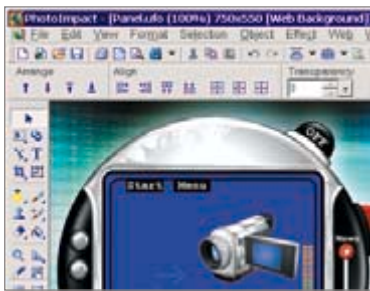 PhotoImpact - [Panel.ufo (100%) 750x550 [Web Background]
File Edit View Format Selection Object Effect Web
Arrange Align Transparency
OFF
Start Menu